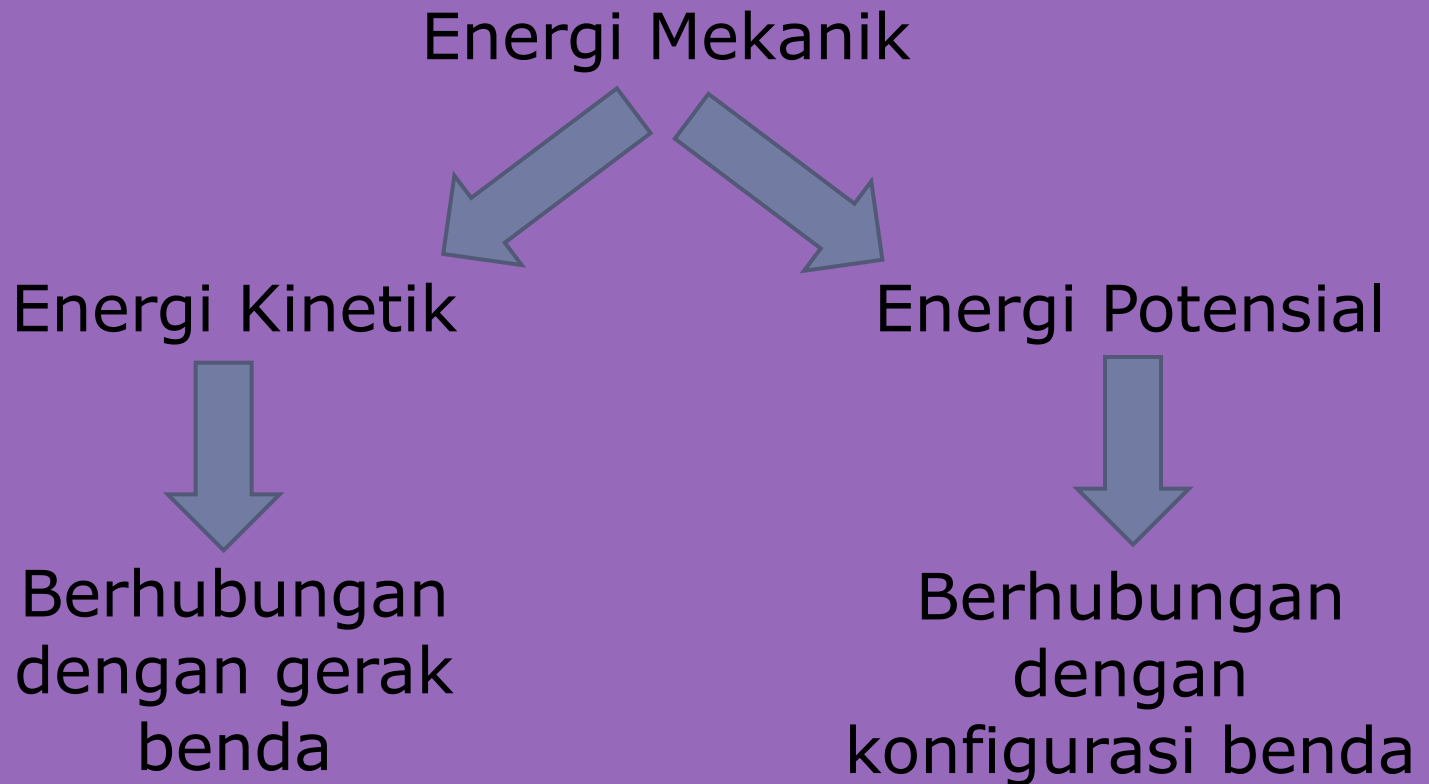 Energi Mekanik
Energi Kinetik
Energi Potensial
Berhubungan
dengan gerak
benda
Berhubungan
dengan
konfigurasi benda